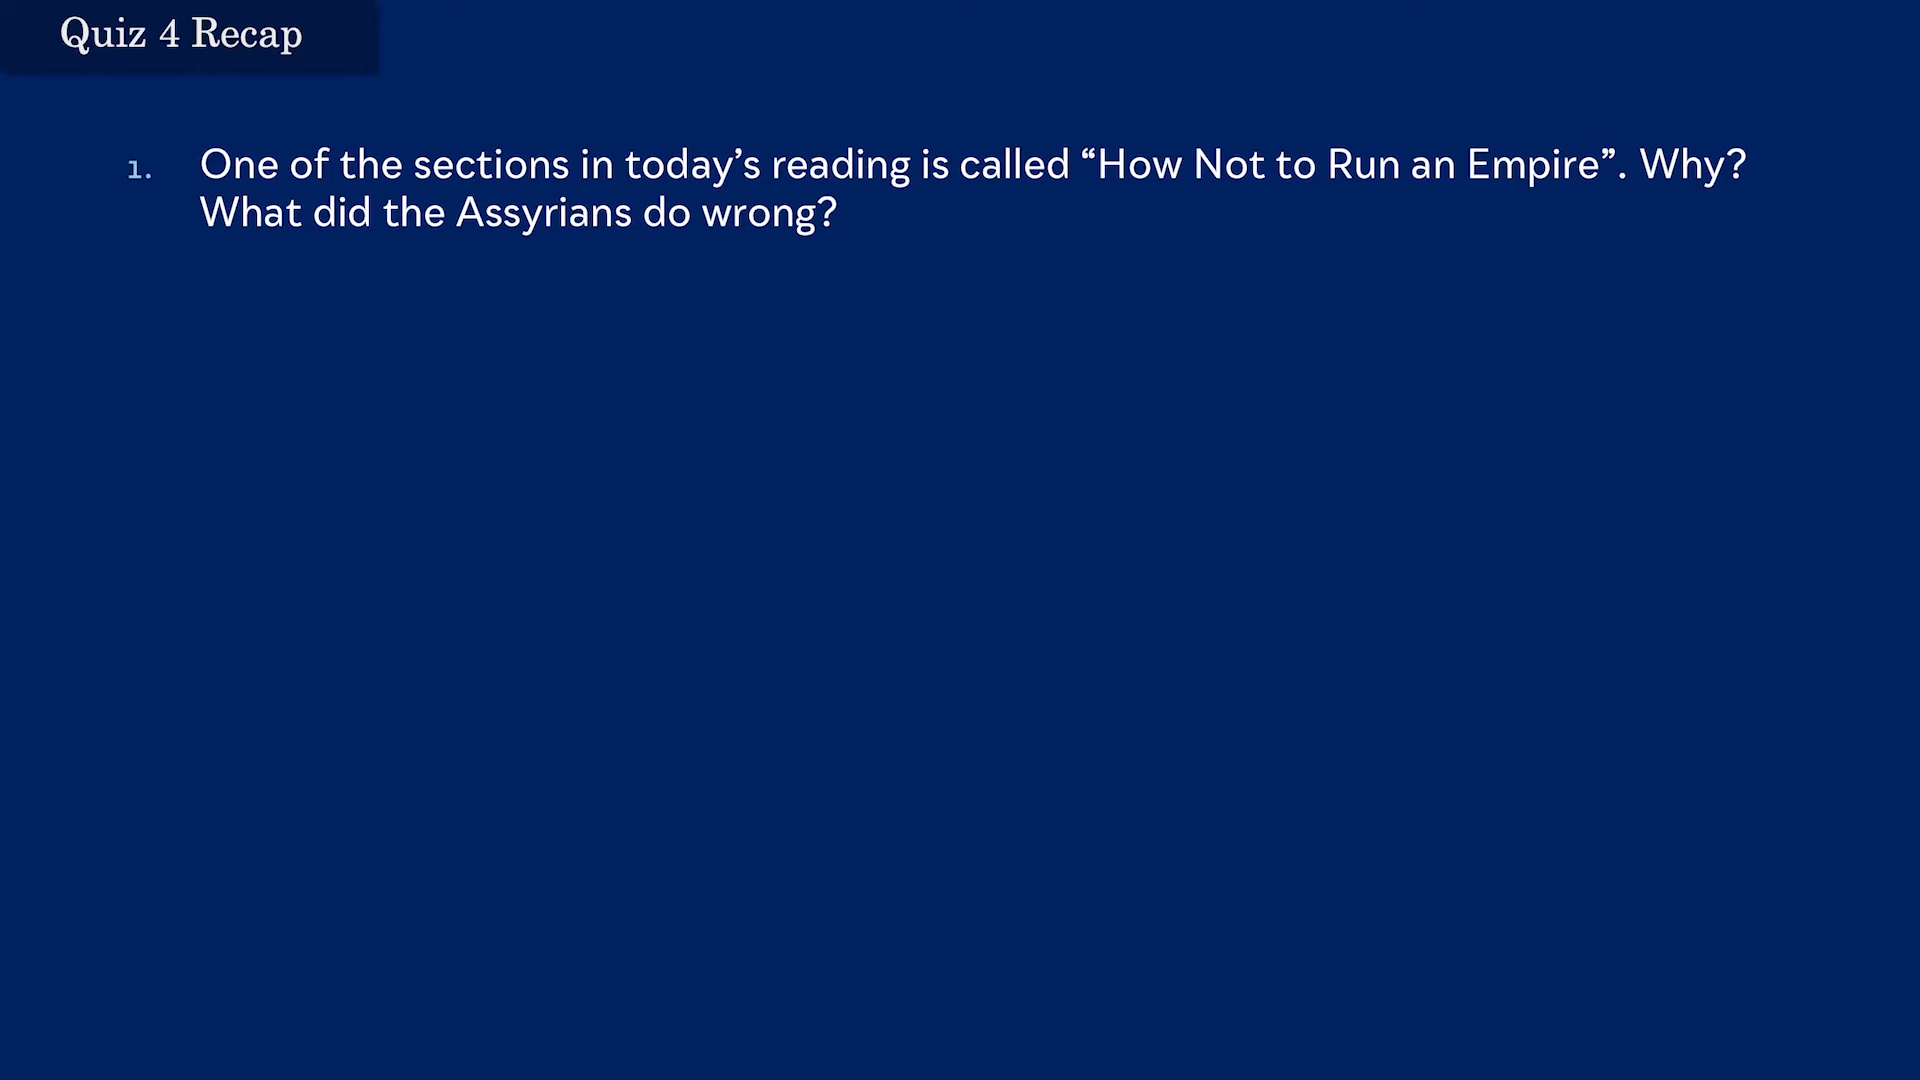 Quiz 4 Recap
1. One of the sections in today’s reading is called “How Not to Run an Empire”. Why?
What did the Assyrians do wrong?